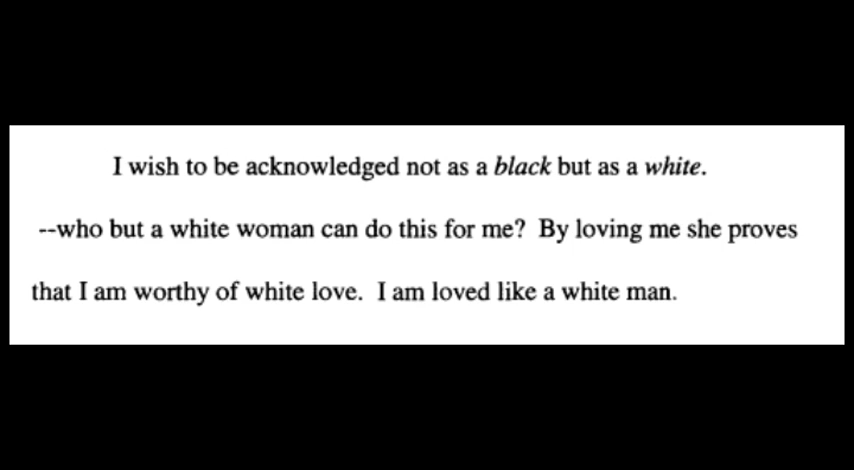 I wish to be acknowledged not as a black but as a white.
--who but a white woman can do this for me? By loving me she proves
that I am worthy of white love. I am loved like a white man.